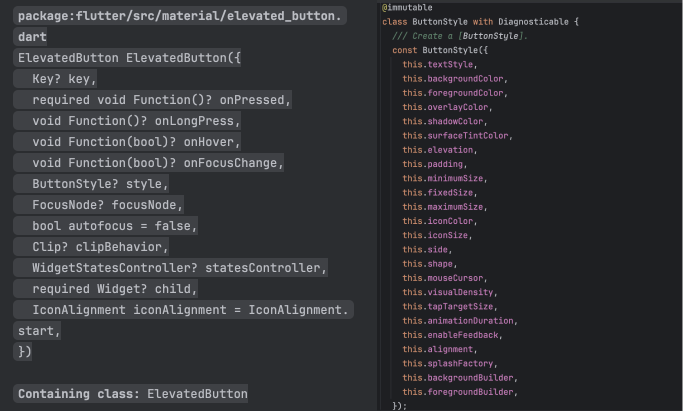 package:flutter/src/material/elevated_button.
dart
ElevatedButton ElevatedButton({
  Key? key,
  required void Function()? onPressed,
  void Function()? onLongPress,
  void Function(bool)? onHover,
  void Function(bool)? onFocusChange,
  ButtonStyle? style,
  FocusNode? focusNode,
  bool autofocus = false,
  Clip? clipBehavior,
  WidgetStatesController? statesController,
  required Widget? child,
  IconAlignment iconAlignment = IconAlignment.
start,
})
Containing class: ElevatedButton
@immutable
class ButtonStyle with Diagnosticable {
  /// Create a [ButtonStyle].
  const ButtonStyle({
    this.textStyle,
    this.backgroundColor,
    this.foregroundColor,
    this.overlayColor,
    this.shadowColor,
    this.surfaceTintColor,
    this.elevation,
    this.padding,
    this.minimumSize,
    this.fixedSize,
    this.maximumSize,
    this.iconColor,
    this.iconSize,
    this.side,
    this.shape,
    this.mouseCursor,
    this.visualDensity,
    this.tapTargetSize,
    this.animationDuration,
    this.enableFeedback,
    this.alignment,
    this.splashFactory,
    this.backgroundBuilder,
    this.foregroundBuilder,
  });